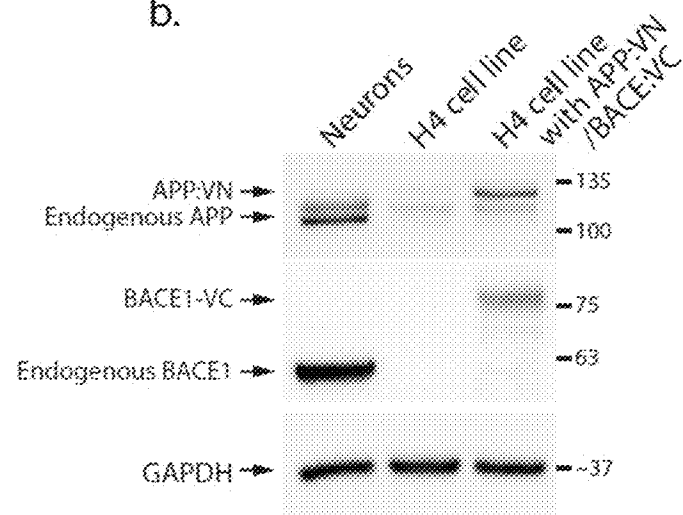 b.
Neurons
H4 cell line
H4 cell line
with APP:VN
/BACE:VC
APP:VN
Endogenous APP
135
100
BACE1-VC
75
Endogenous BACE1
63
GAPDH
~37